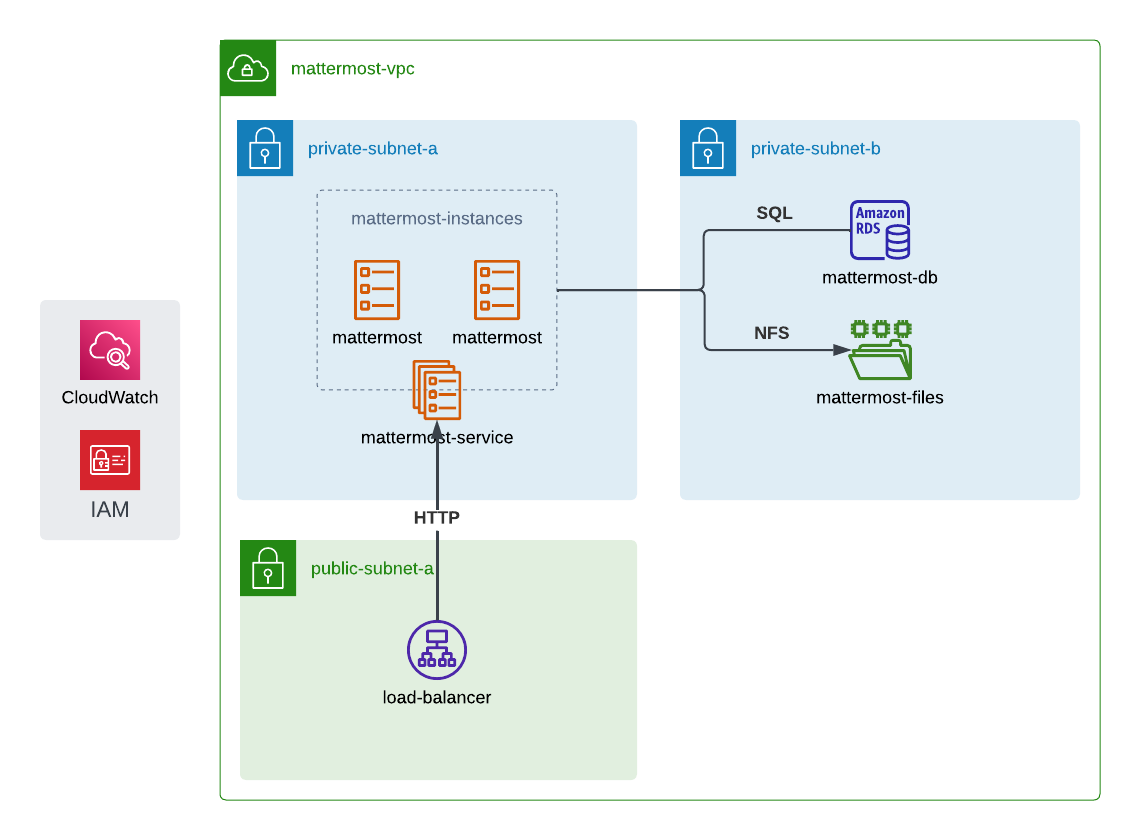 mattermost-vpc
private-subnet-a
private-subnet-b
mattermost-instances
SQL
Amazon
RDS
mattermost-db
mattermost
mattermost
NFS
mattermost-files
CloudWatch
mattermost-service
IAM
HTTP
public-subnet-a
load-balancer